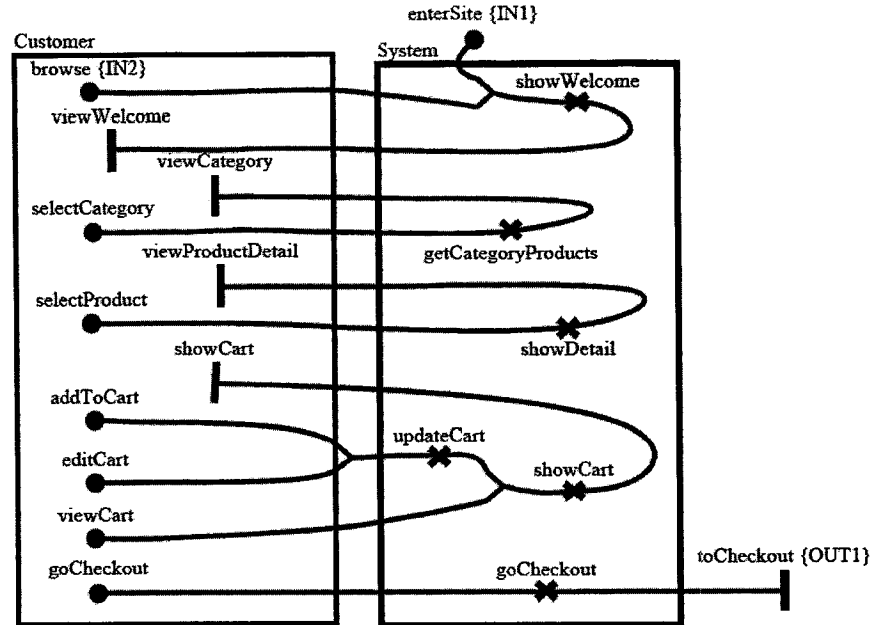 enterSite {IN1}
Customer
System
browse {IN2}
showWelcome
viewWelcome
viewCategory
selectCategory
getCategoryProducts
viewProductDetail
selectProduct
showDetail
showCart
addToCart
updateCart
editCart
showCart
viewCart
goCheckout
goCheckout
toCheckout {OUT1}